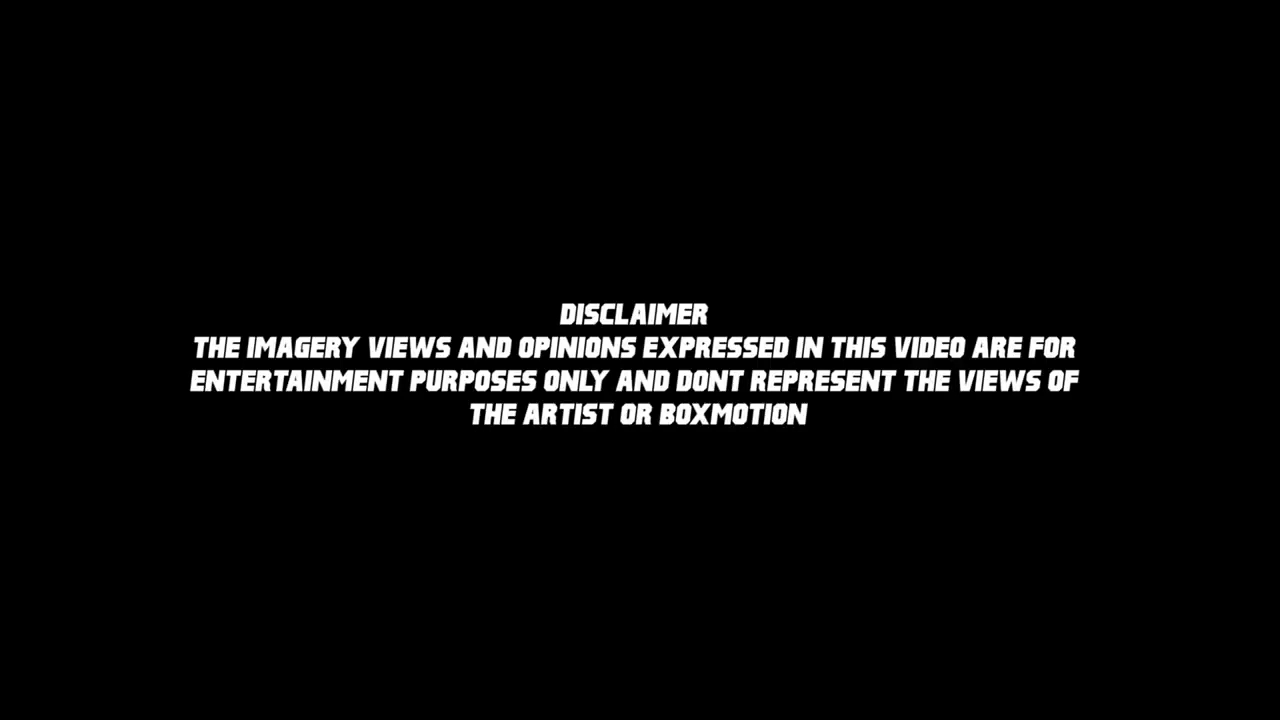 DISCLAIMER
THE IMAGERY VIEWS AND OPINIONS EXPRESSED IN THIS VIDEO ARE FOR
ENTERTAINMENT PURPOSES ONLY AND DONT REPRESENT THE VIEWS OF
THE ARTIST OR BOXMOTION